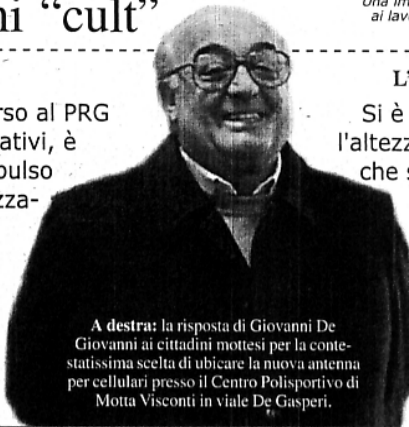 ni “cult”
Una im
ai lav
L'
rso al PRG
ativi, è
pulso
zza-
Si è
l'altezz
che s
A destra: la risposta di Giovanni De
Giovanni ai cittadini mottesi per la conte-
statissima scelta di ubicare la nuova antenna
per cellulari presso il Centro Polisportivo di
Motta Visconti in viale De Gasperi.